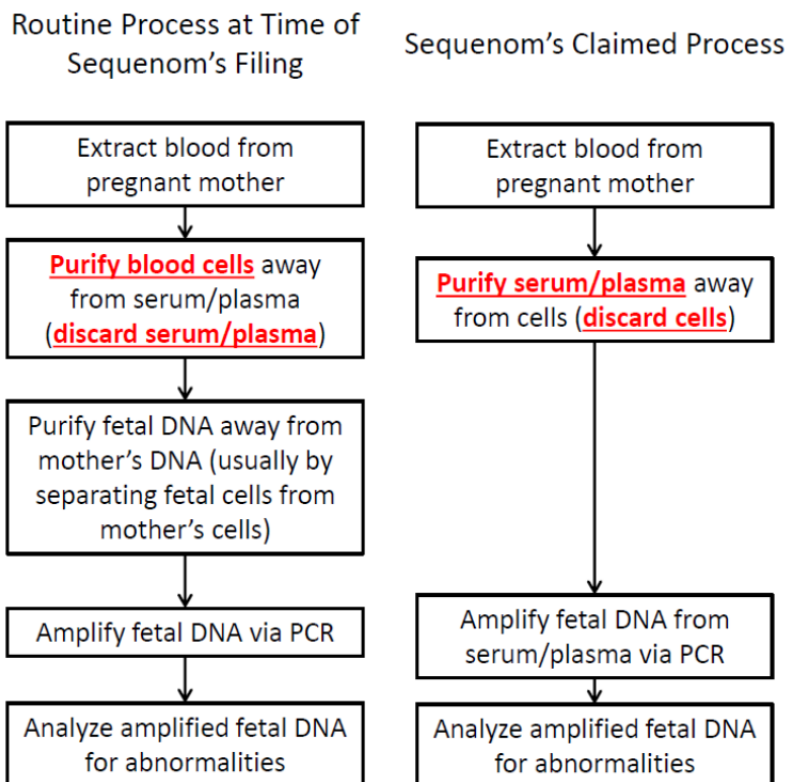 Routine Process at Time of
Sequenom's Filing
Extract blood from
pregnant mother
Purify blood cells away
from serum/plasma
(discard serum/plasma)
Purify fetal DNA away from
mother's DNA (usually by
separating fetal cells from
mother's cells)
Amplify fetal DNA via PCR
Analyze amplified fetal DNA
for abnormalities
Sequenom's Claimed Process
Extract blood from
pregnant mother
Purify serum/plasma away
from cells (discard cells)
Amplify fetal DNA from
serum/plasma via PCR
Analyze amplified fetal DNA
for abnormalities